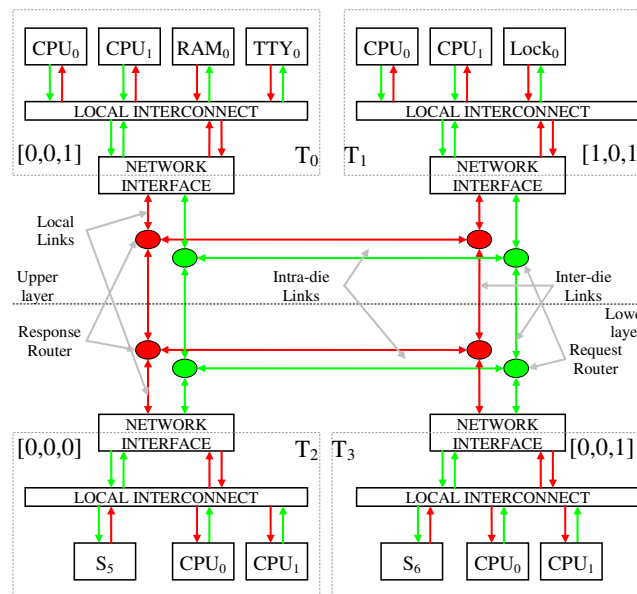 CPU₀ CPU₁ RAM₀ TTY₀
CPU₀ CPU₁ Lock₀
LOCAL INTERCONNECT
LOCAL INTERCONNECT
[0,0,1] T₀
T₁ [1,0,1]
NETWORK
INTERFACE
NETWORK
INTERFACE
Local
Links
Upper
layer
Intra-die
Links
Inter-die
Links
Response
Router
Lowe
laye
Request
Router
NETWORK
INTERFACE
NETWORK
INTERFACE
[0,0,0] T₂
T₃ [0,0,1]
LOCAL INTERCONNECT
LOCAL INTERCONNECT
S₅ CPU₀ CPU₁
S₆ CPU₀ CPU₁